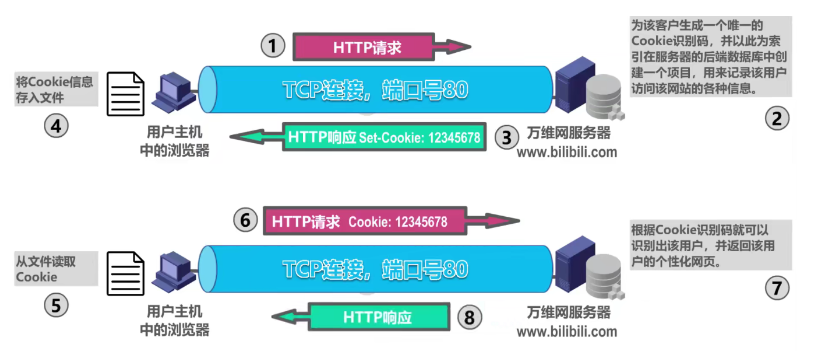 ① HTTP请求
为该客户生成一个唯一的
Cookie识别码，并以此为索
引在服务器的后端数据库中创
建一个项目，用来记录该用户
访问该网站的各种信息。
②
将Cookie信息
存入文件
④
TCP连接，端口号80
用户主机
中的浏览器
HTTP响应 Set-Cookie: 12345678 ③
万维网服务器
www.bilibili.com
⑥ HTTP请求 Cookie: 12345678
根据Cookie识别码就可以
识别出该用户，并返回该用
户的个性化网页。
⑦
从文件读取
Cookie
⑤
TCP连接，端口号80
用户主机
中的浏览器
HTTP响应 ⑧
万维网服务器
www.bilibili.com